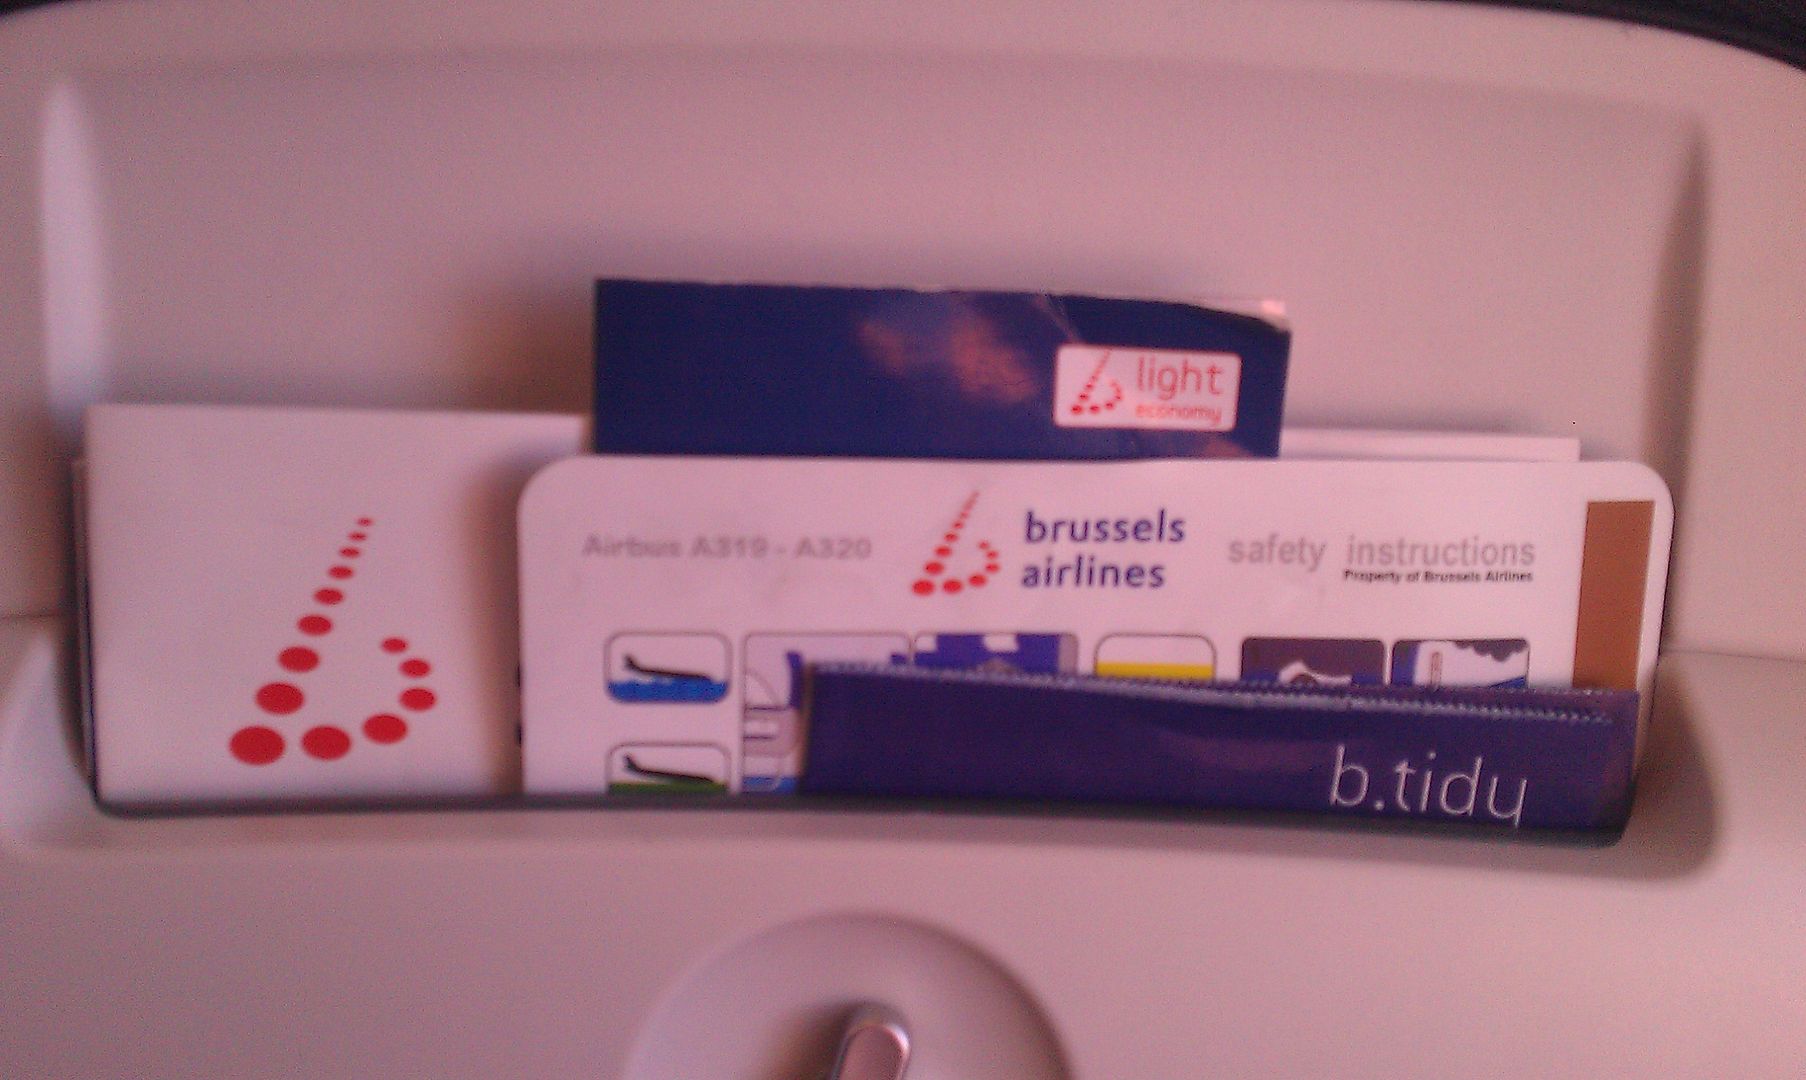 light
economy
Airbus A319 - A320
brussels
airlines
safety instructions
Property of Brussels Airlines
b.tidy